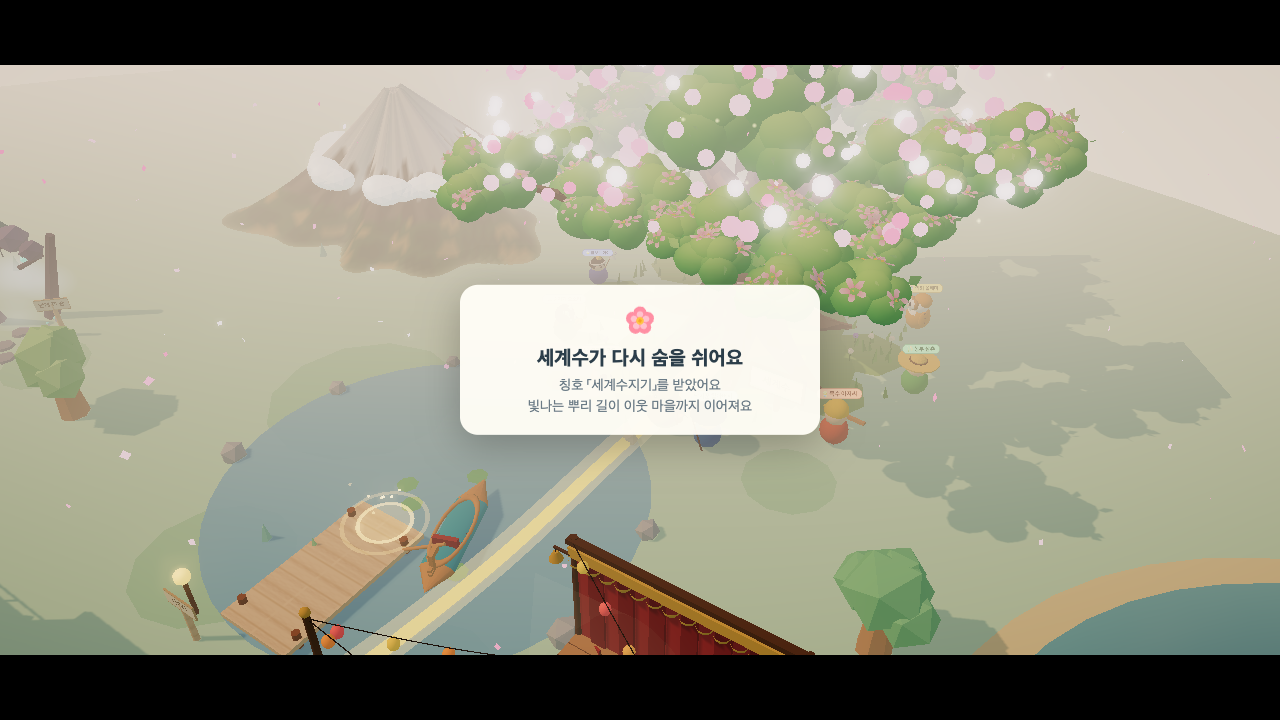 세계수가 다시 숨을 쉬어요
칭호 「세계수지기」를 받았어요
빛나는 뿌리 길이 이웃 마을까지 이어져요